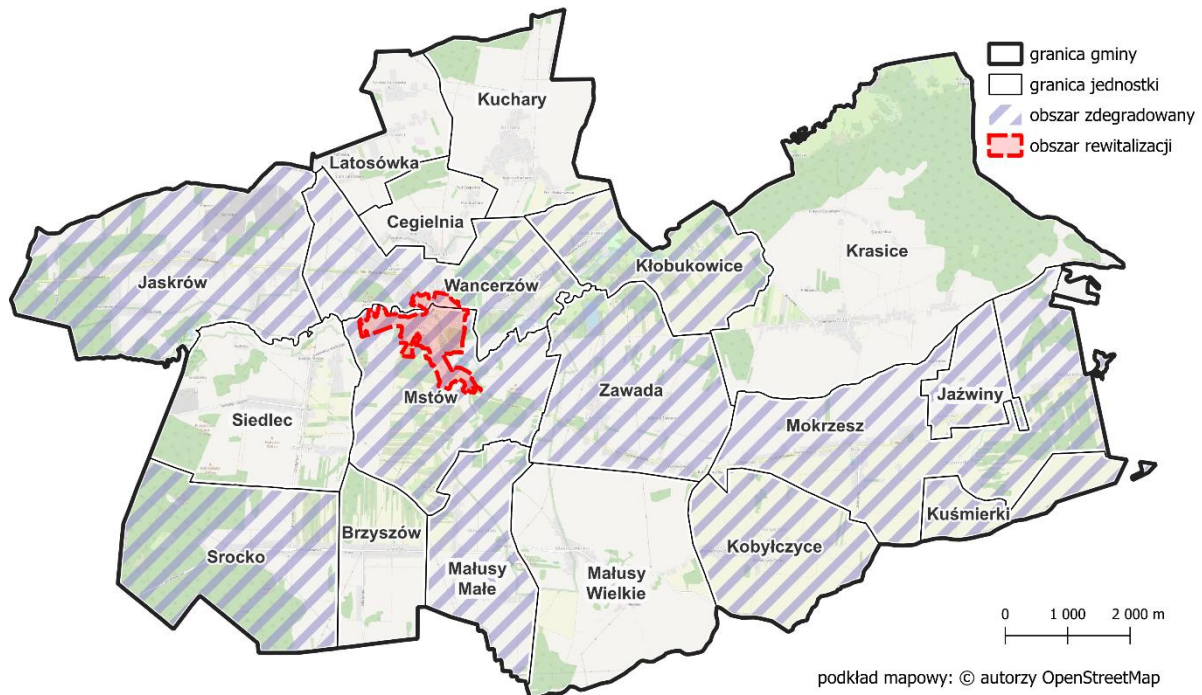 granica gminy
granica jednostki
obszar zdegradowany
obszar rewitalizacji
Kuchary
Latosówka
Cegielnia
Krasice
Kłobukowice
Jaskrów
Wancerzów
Mstów
Zawada
Siedlec
Jaźwiny
Mokrzesz
Brzyszów
Kuśmierki
Srocko
Kobyłczyce
Małusy
Małe
Małusy
Wielkie
0 1 000 2 000 m
podkład mapowy: © autorzy OpenStreetMap